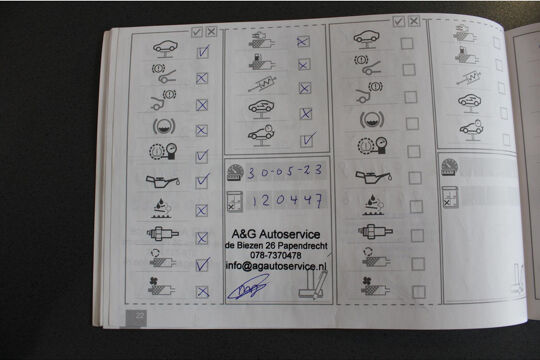 30-05-23
120447
A&G Autoservice
de Biezen 26 Papendrecht
078-7370478
info@agautoservice.nl
22